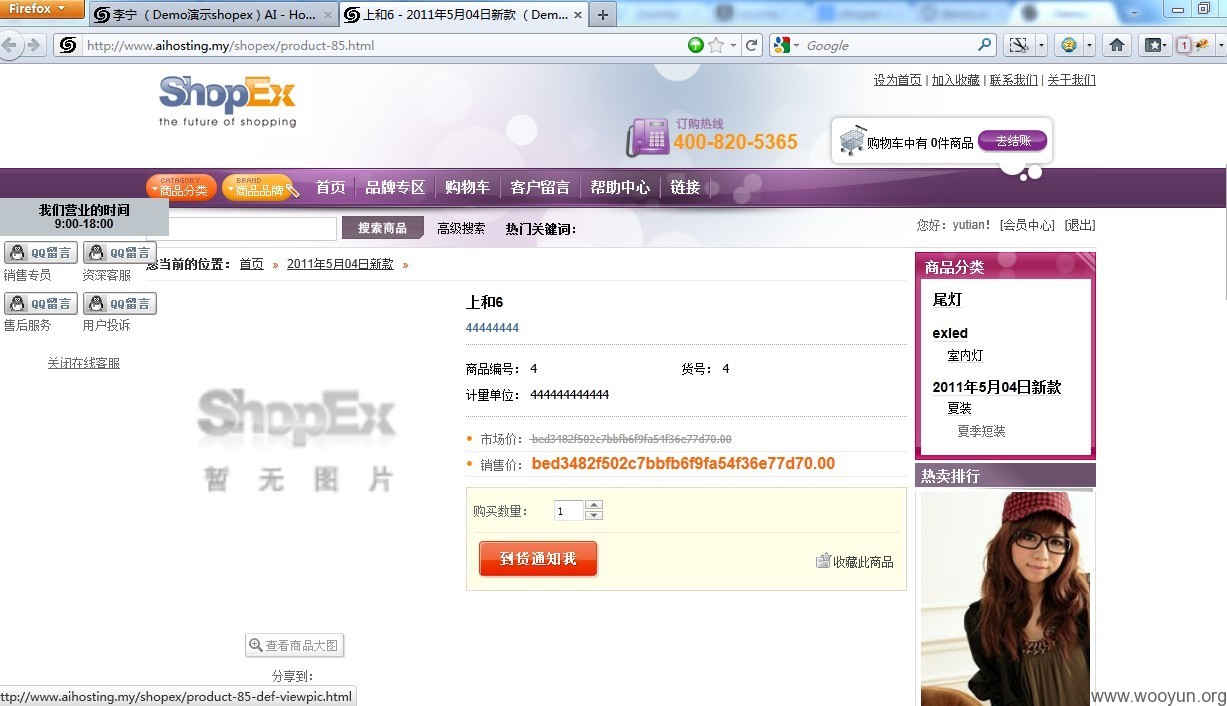 Firefox
李宁 （Demo演示shopex ) AI - Ho...
上和6 - 2011年5月04日新款 （Dem...
http://www.aihosting.my/shopex/product-85.html
Google
1
ShopEx
the future of shopping
设为首页 | 加入收藏 | 联系我们 | 关于我们
订购热线
400-820-5365
购物车中有 0件商品
去结账
CATAGORY
商品分类
BRAND
商品品牌
首页
品牌专区
购物车
客户留言
帮助中心
链接
我们营业的时间
9:00-18:00
搜索商品
高级搜索
热门关键词:
您好: yutian! [会员中心] [退出]
QQ留言
QQ留言
销售专员
资深客服
QQ留言
QQ留言
售后服务
用户投诉
关闭在线客服
您当前的位置: 首页 » 2011年5月04日新款 »
上和6
44444444
商品编号: 4
货号: 4
计量单位: 444444444444
市场价: bed3482f502c7bbfb6f9fa54f36e77d70.00
销售价: bed3482f502c7bbfb6f9fa54f36e77d70.00
购买数量:
1
到货通知我
收藏此商品
ShopEx
暂无图片
查看商品大图
分享到:
商品分类
尾灯
exled
室内灯
2011年5月04日新款
夏装
夏季短装
热卖排行
ttp://www.aihosting.my/shopex/product-85-def-viewpic.html
www.wooyun.org